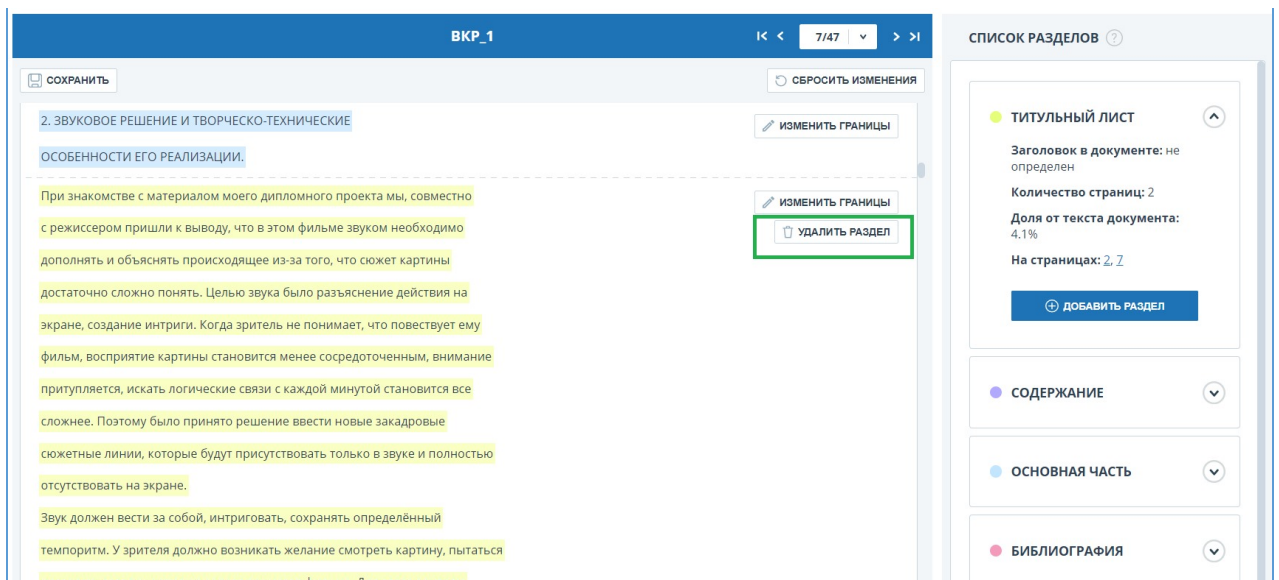 ВКР_1
7/47
СОХРАНИТЬ
СБРОСИТЬ ИЗМЕНЕНИЯ
2. ЗВУКОВОЕ РЕШЕНИЕ И ТВОРЧЕСКО-ТЕХНИЧЕСКИЕ
ИЗМЕНИТЬ ГРАНИЦЫ
ОСОБЕННОСТИ ЕГО РЕАЛИЗАЦИИ.
При знакомстве с материалом моего дипломного проекта мы, совместно
ИЗМЕНИТЬ ГРАНИЦЫ
с режиссером пришли к выводу, что в этом фильме звуком необходимо
УДАЛИТЬ РАЗДЕЛ
дополнять и объяснять происходящее из-за того, что сюжет картины
достаточно сложно понять. Целью звука было разъяснение действия на
экране, создание интриги. Когда зритель не понимает, что повествует ему
фильм, восприятие картины становится менее сосредоточенным, внимание
притупляется, искать логические связи с каждой минутой становится все
сложнее. Поэтому было принято решение ввести новые закадровые
сюжетные линии, которые будут присутствовать только в звуке и полностью
отсутствовать на экране.
Звук должен вести за собой, интриговать, сохранять определённый
темпоритм. У зрителя должно возникать желание смотреть картину, пытаться
СПИСОК РАЗДЕЛОВ ?
ТИТУЛЬНЫЙ ЛИСТ
Заголовок в документе: не
определен
Количество страниц: 2
Доля от текста документа:
4.1%
На страницах: 2, 7
ДОБАВИТЬ РАЗДЕЛ
СОДЕРЖАНИЕ
ОСНОВНАЯ ЧАСТЬ
БИБЛИОГРАФИЯ